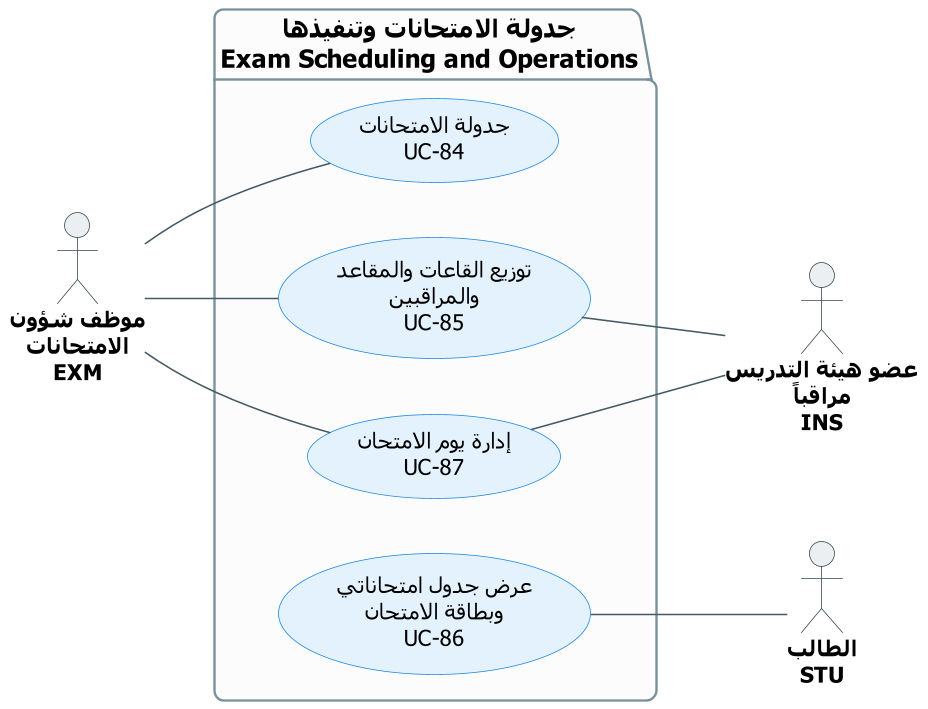 جدولة الامتحانات وتنفيذها
Exam Scheduling and Operations
جدولة الامتحانات
UC-84
توزيع القاعات والمقاعد
والمراقبين
UC-85
إدارة يوم الامتحان
UC-87
عرض جدول امتحاناتي
وبطاقة الامتحان
UC-86
موظف شؤون
الامتحانات
EXM
عضو هيئة التدريس
مراقباً
INS
الطالب
STU